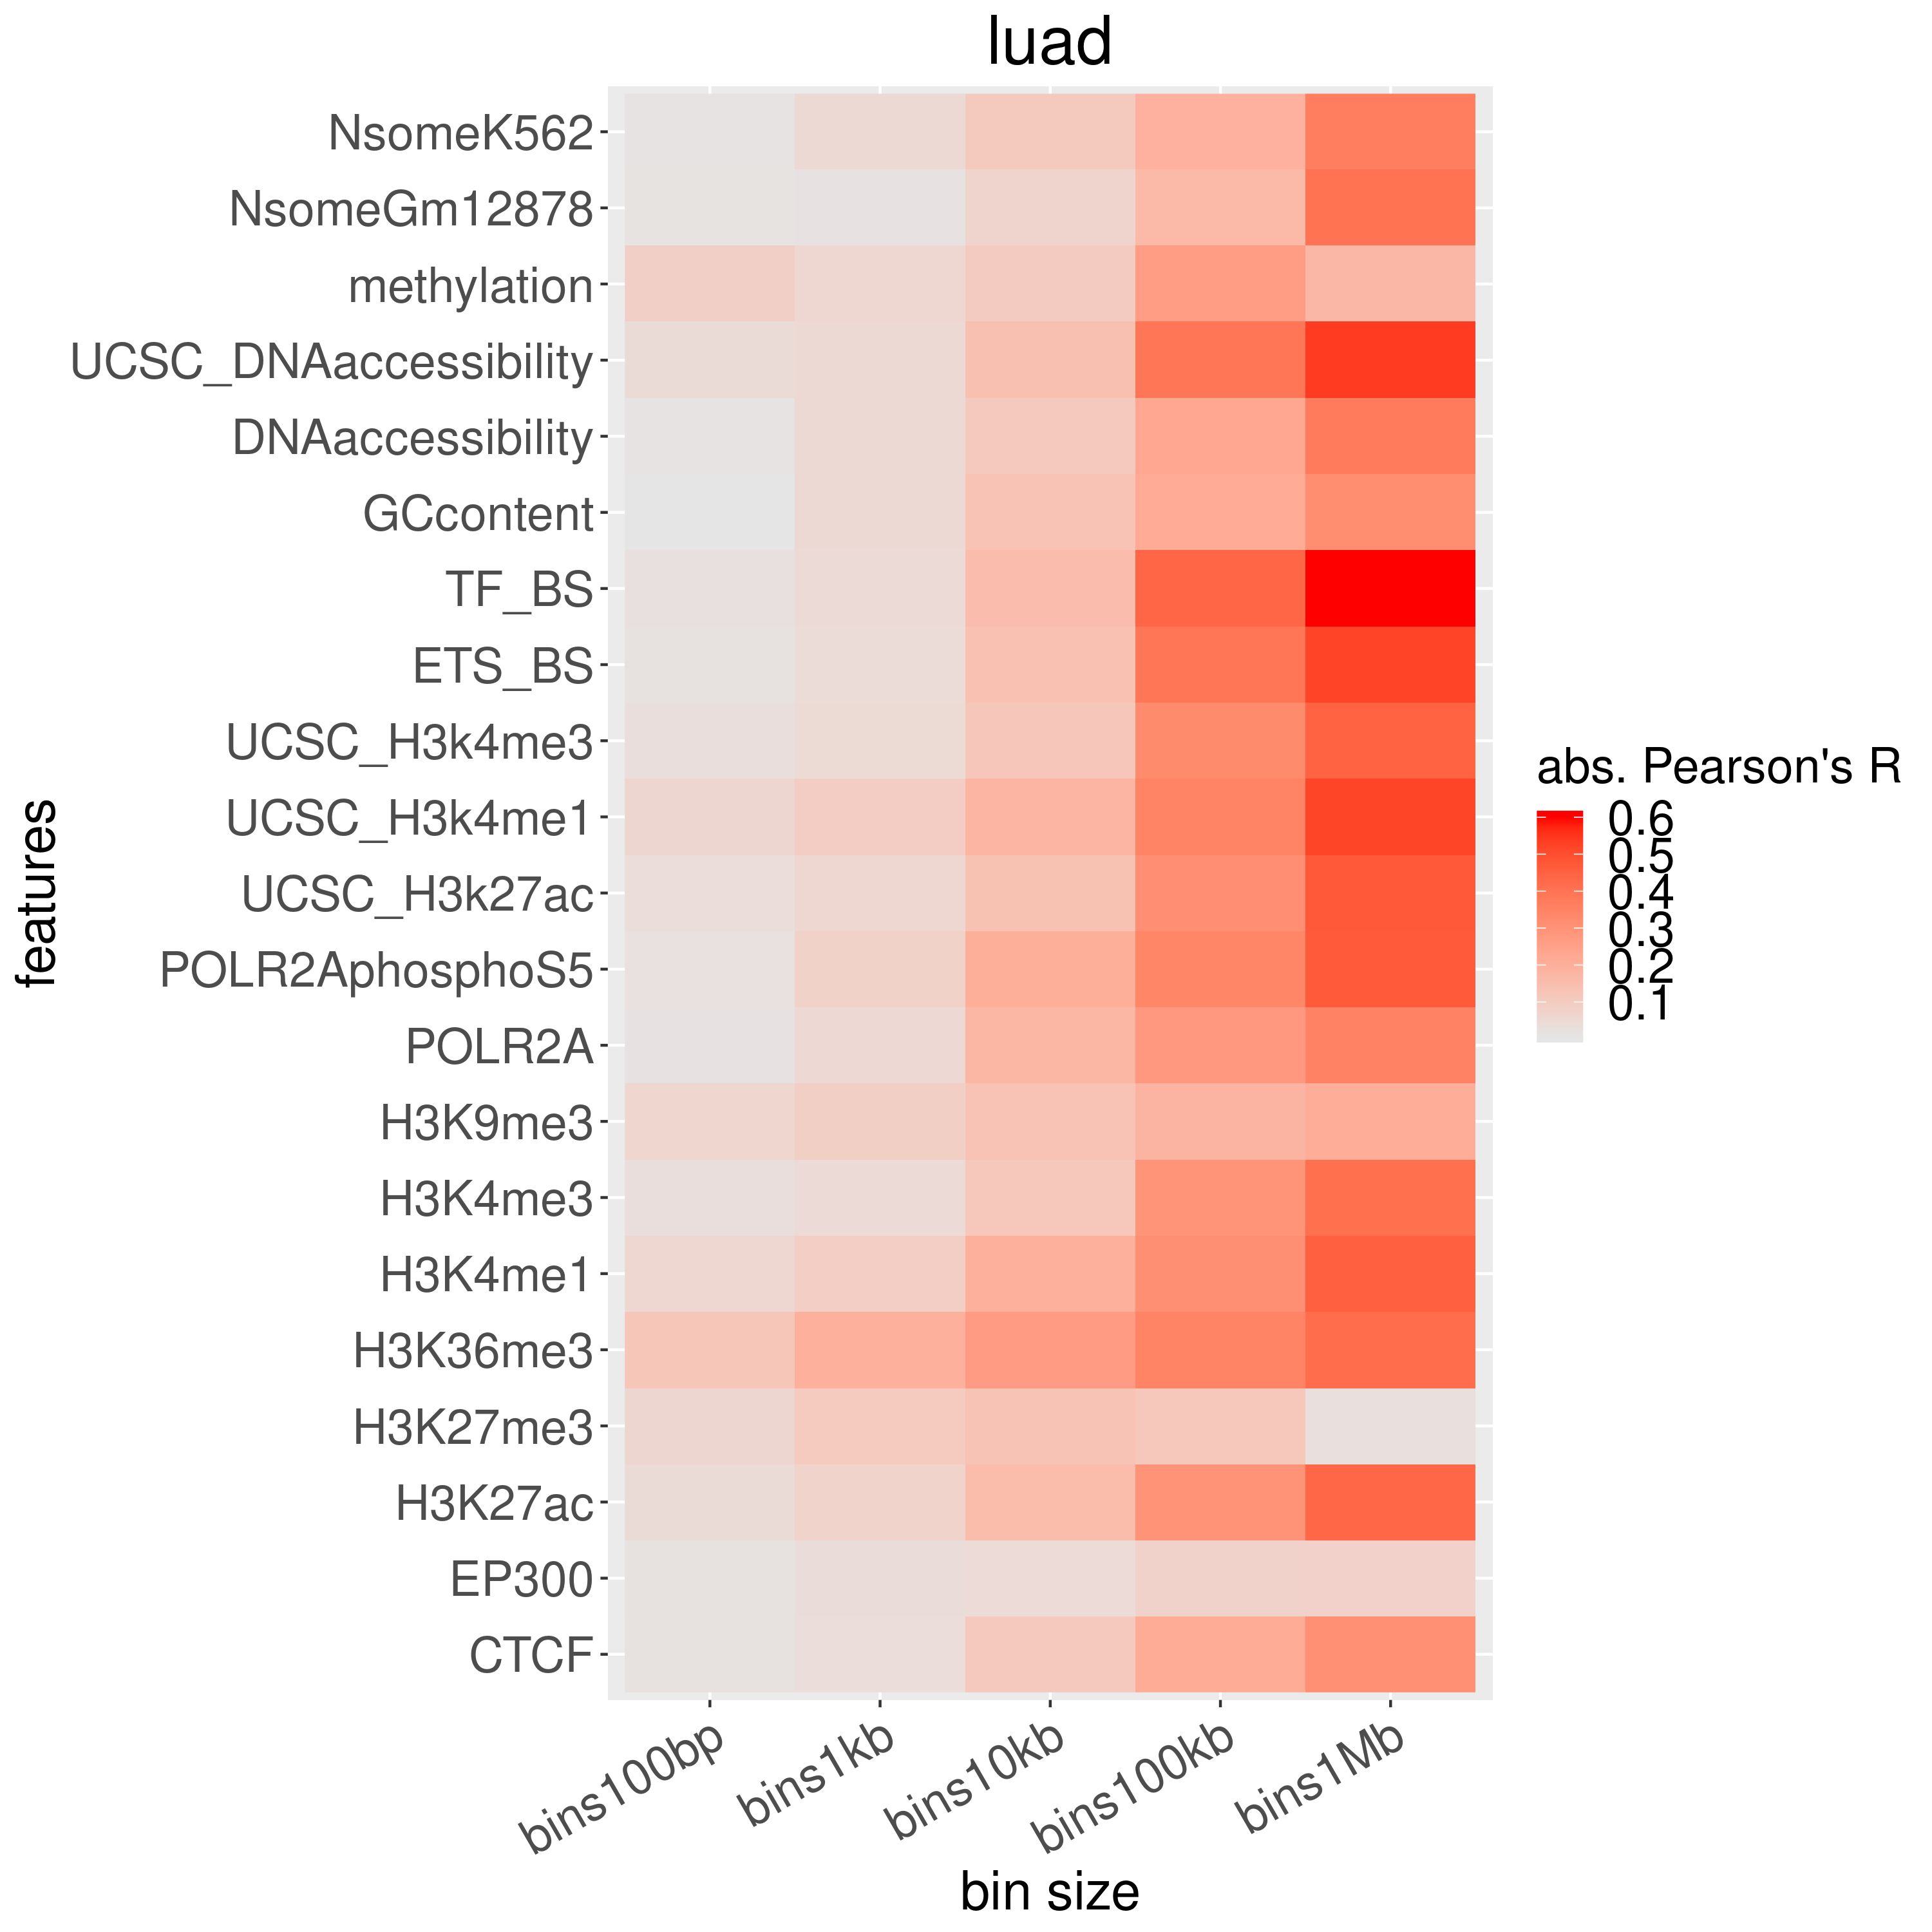 luad
NsomeK562
NsomeGm12878
methylation
UCSC_DNAaccessibility
DNAaccessibility
GCcontent
TF_BS
ETS_BS
UCSC_H3k4me3
UCSC_H3k4me1
UCSC_H3k27ac
POLR2AphosphoS5
POLR2A
H3K9me3
H3K4me3
H3K4me1
H3K36me3
H3K27me3
H3K27ac
EP300
CTCF
features
bins100bp
bins1kb
bins10kb
bins100kb
bins1Mb
bin size
abs. Pearson's R
0.6
0.5
0.4
0.3
0.2
0.1